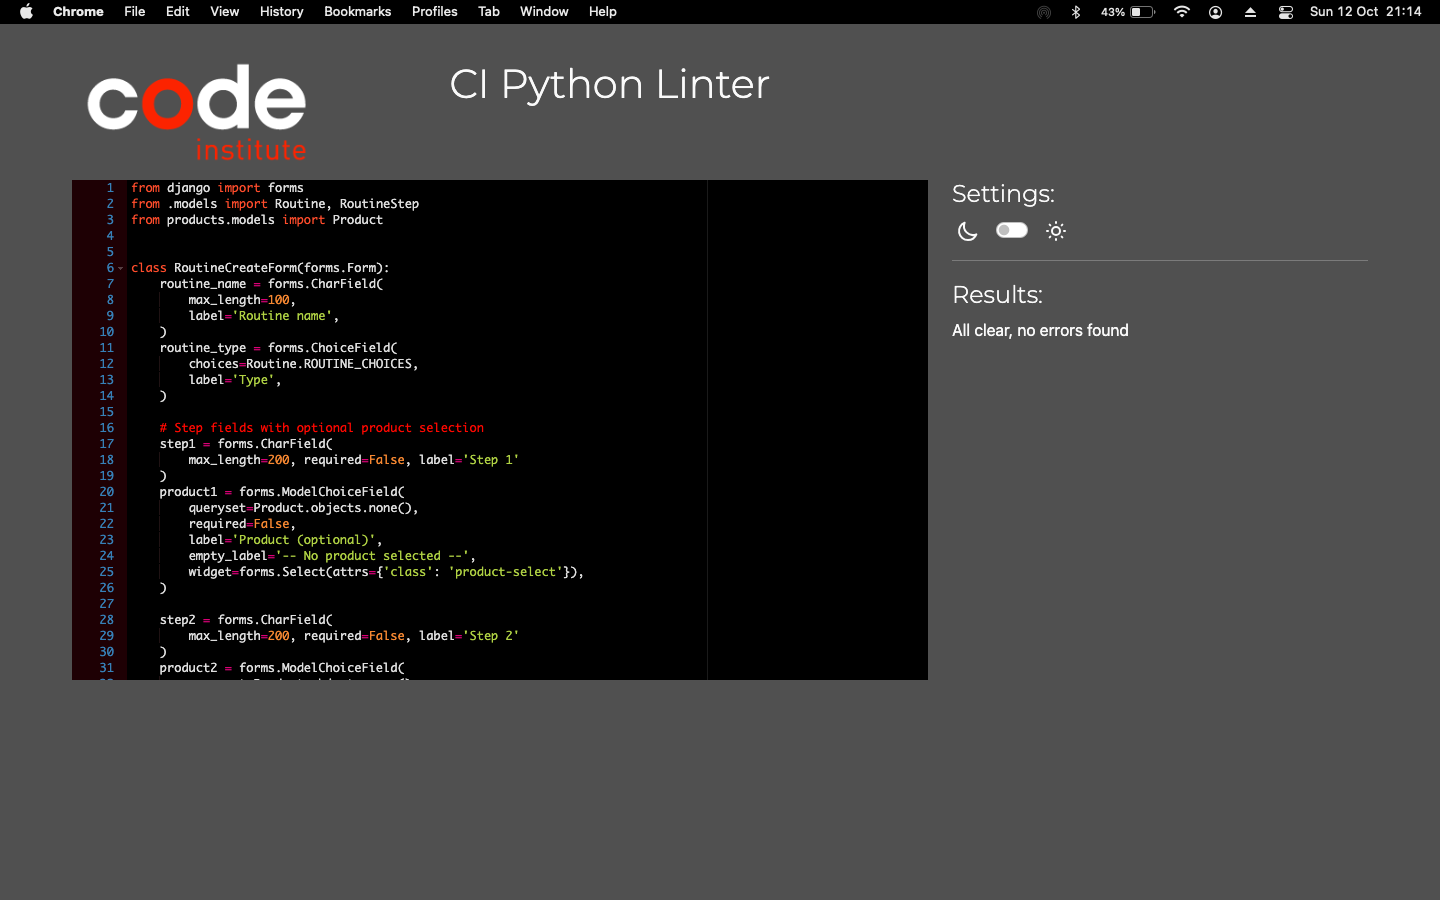 Chrome File Edit View History Bookmarks Profiles Tab Window Help 43% Sun 12 Oct 21:14
code
institute
CI Python Linter
1 from django import forms
2 from .models import Routine, RoutineStep
3 from products.models import Product
4
5
6 class RoutineCreateForm(forms.Form):
7     routine_name = forms.CharField(
8         max_length=100,
9         label='Routine name',
10     )
11     routine_type = forms.ChoiceField(
12         choices=Routine.ROUTINE_CHOICES,
13         label='Type',
14     )
15
16     # Step fields with optional product selection
17     step1 = forms.CharField(
18         max_length=200, required=False, label='Step 1'
19     )
20     product1 = forms.ModelChoiceField(
21         queryset=Product.objects.none(),
22         required=False,
23         label='Product (optional)',
24         empty_label='-- No product selected --',
25         widget=forms.Select(attrs={'class': 'product-select'}),
26     )
27
28     step2 = forms.CharField(
29         max_length=200, required=False, label='Step 2'
30     )
31     product2 = forms.ModelChoiceField(
Settings:
Results:
All clear, no errors found